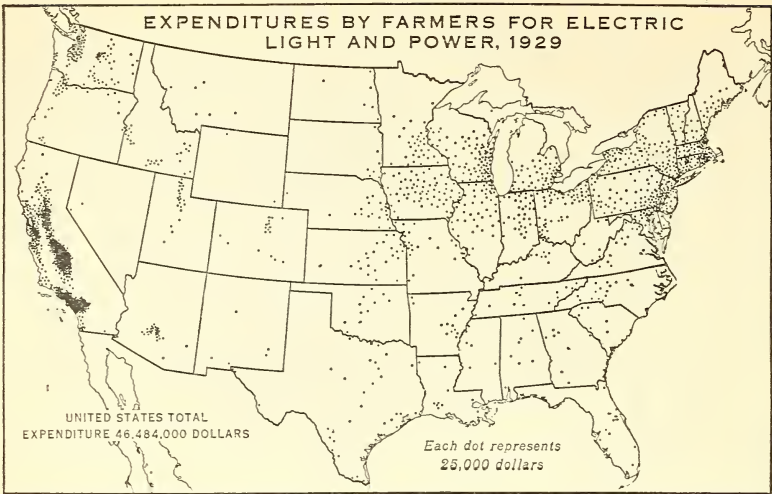 EXPENDITURES BY FARMERS FOR ELECTRIC
LIGHT AND POWER, 1929
UNITED STATES TOTAL
EXPENDITURE 46,484,000 DOLLARS
Each dot represents
25,000 dollars